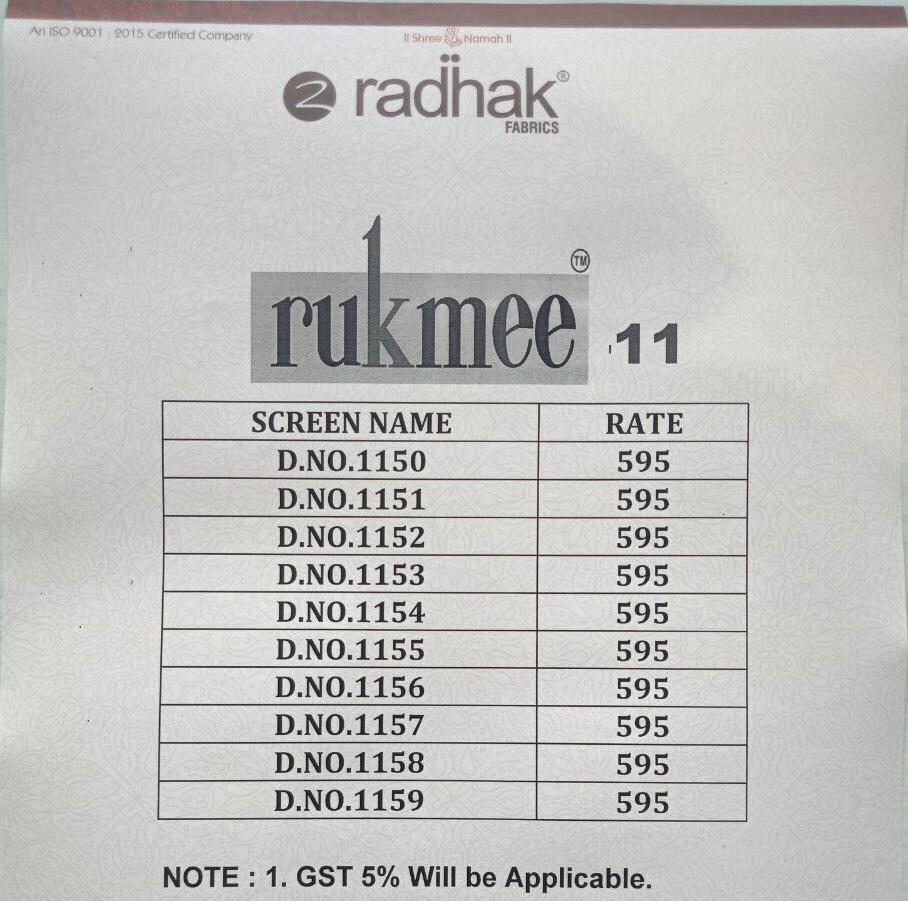 An ISO 9001 : 2015 Certified Company
II Shree Namah II
radhak®
FABRICS
rukmee ™ '11
SCREEN NAME RATE
D.NO.1150 595
D.NO.1151 595
D.NO.1152 595
D.NO.1153 595
D.NO.1154 595
D.NO.1155 595
D.NO.1156 595
D.NO.1157 595
D.NO.1158 595
D.NO.1159 595
NOTE : 1. GST 5% Will be Applicable.